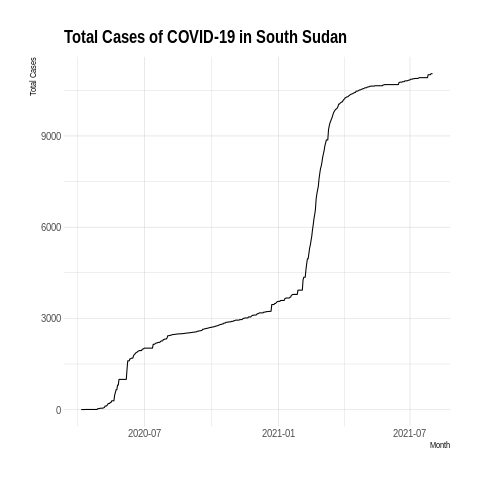 Total Cases of COVID-19 in South Sudan
Total Cases
9000
6000
3000
0
2020-07
2021-01
2021-07
Month